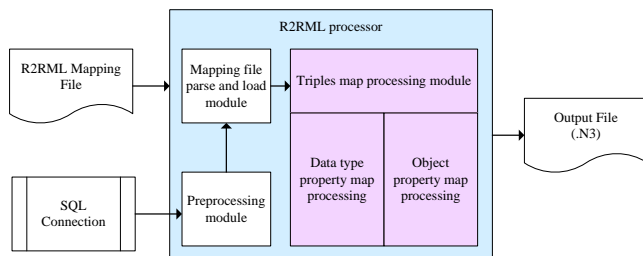 R2RML processor
R2RML Mapping
File
Mapping file
parse and load
module
Triples map processing module
Output File
(.N3)
Data type
property map
processing
Object
property map
processing
SQL
Connection
Preprocessing
module